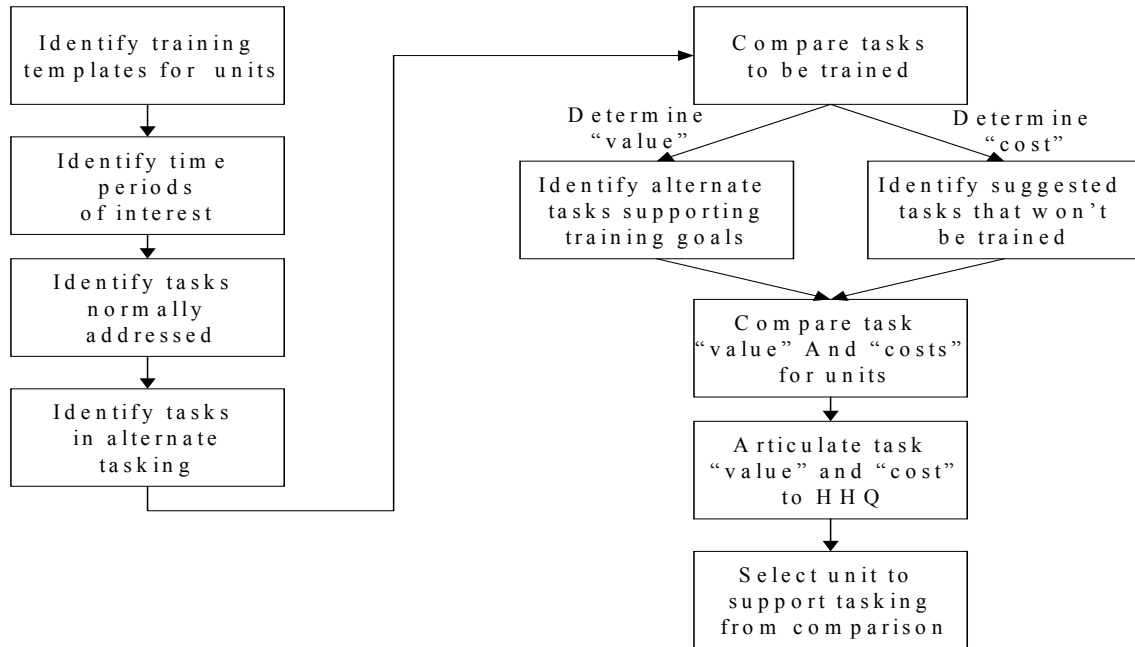 Identify training
templates for units
Identify time
periods
of interest
Identify tasks
normally
addressed
Identify tasks
in alternate
tasking
Compare tasks
to be trained
Determine
“value”
Determine
“cost”
Identify alternate
tasks supporting
training goals
Identify suggested
tasks that won’t
be trained
Compare task
“value” And “costs”
for units
Articulate task
“value” and “cost”
to HHQ
Select unit to
support tasking
from comparison